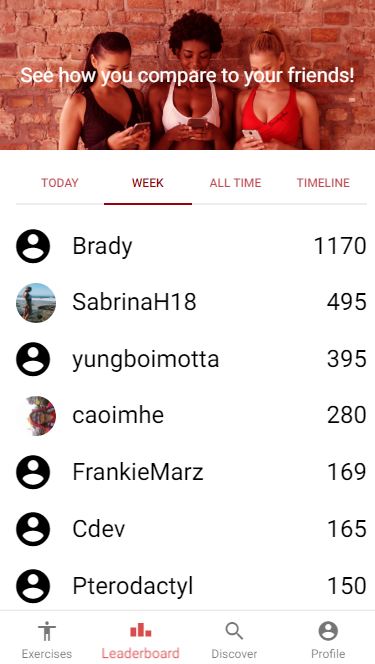 See how you compare to your friends!
TODAY WEEK ALL TIME TIMELINE
Brady 1170
SabrinaH18 495
yungboimotta 395
caoimhe 280
FrankieMarz 169
Cdev 165
Pterodactyl 150
Exercises Leaderboard Discover Profile